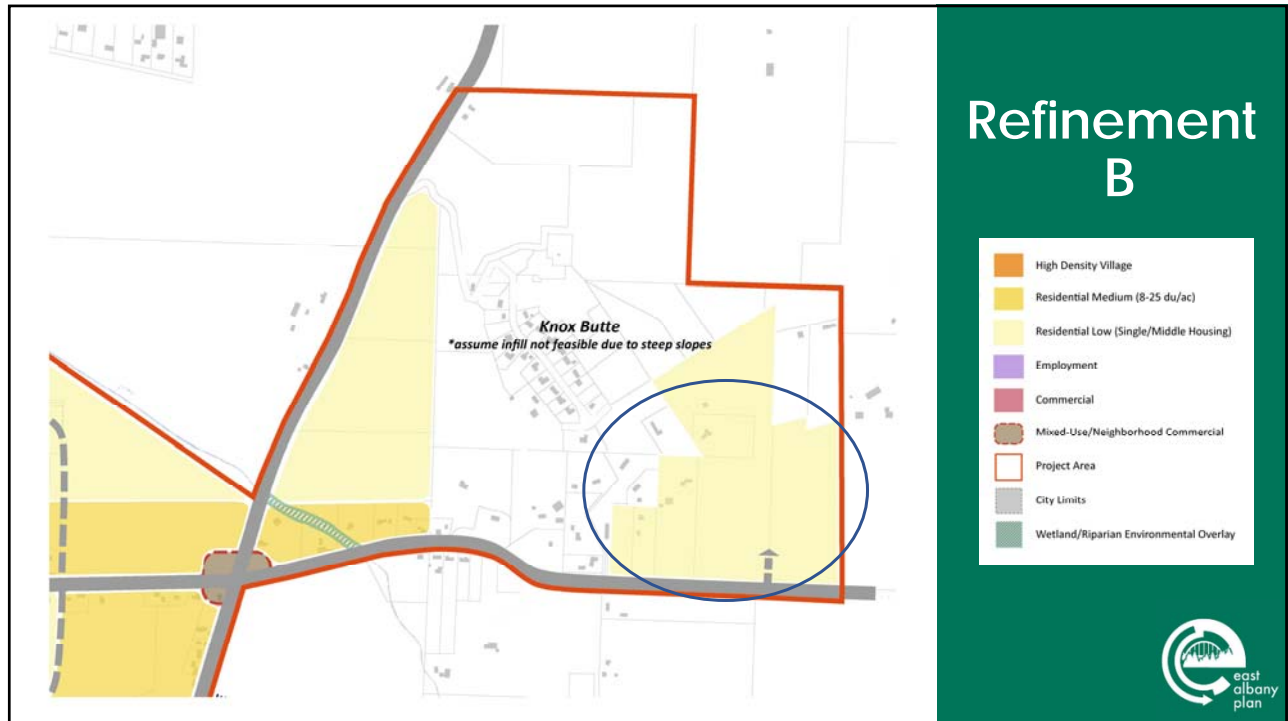 Refinement
B
Knox Butte
*assume infill not feasible due to steep slopes
High Density Village
Residential Medium (8-25 du/ac)
Residential Low (Single/Middle Housing)
Employment
Commercial
Mixed-Use/Neighborhood Commercial
Project Area
City Limits
Wetland/Riparian Environmental Overlay
east
albany
plan